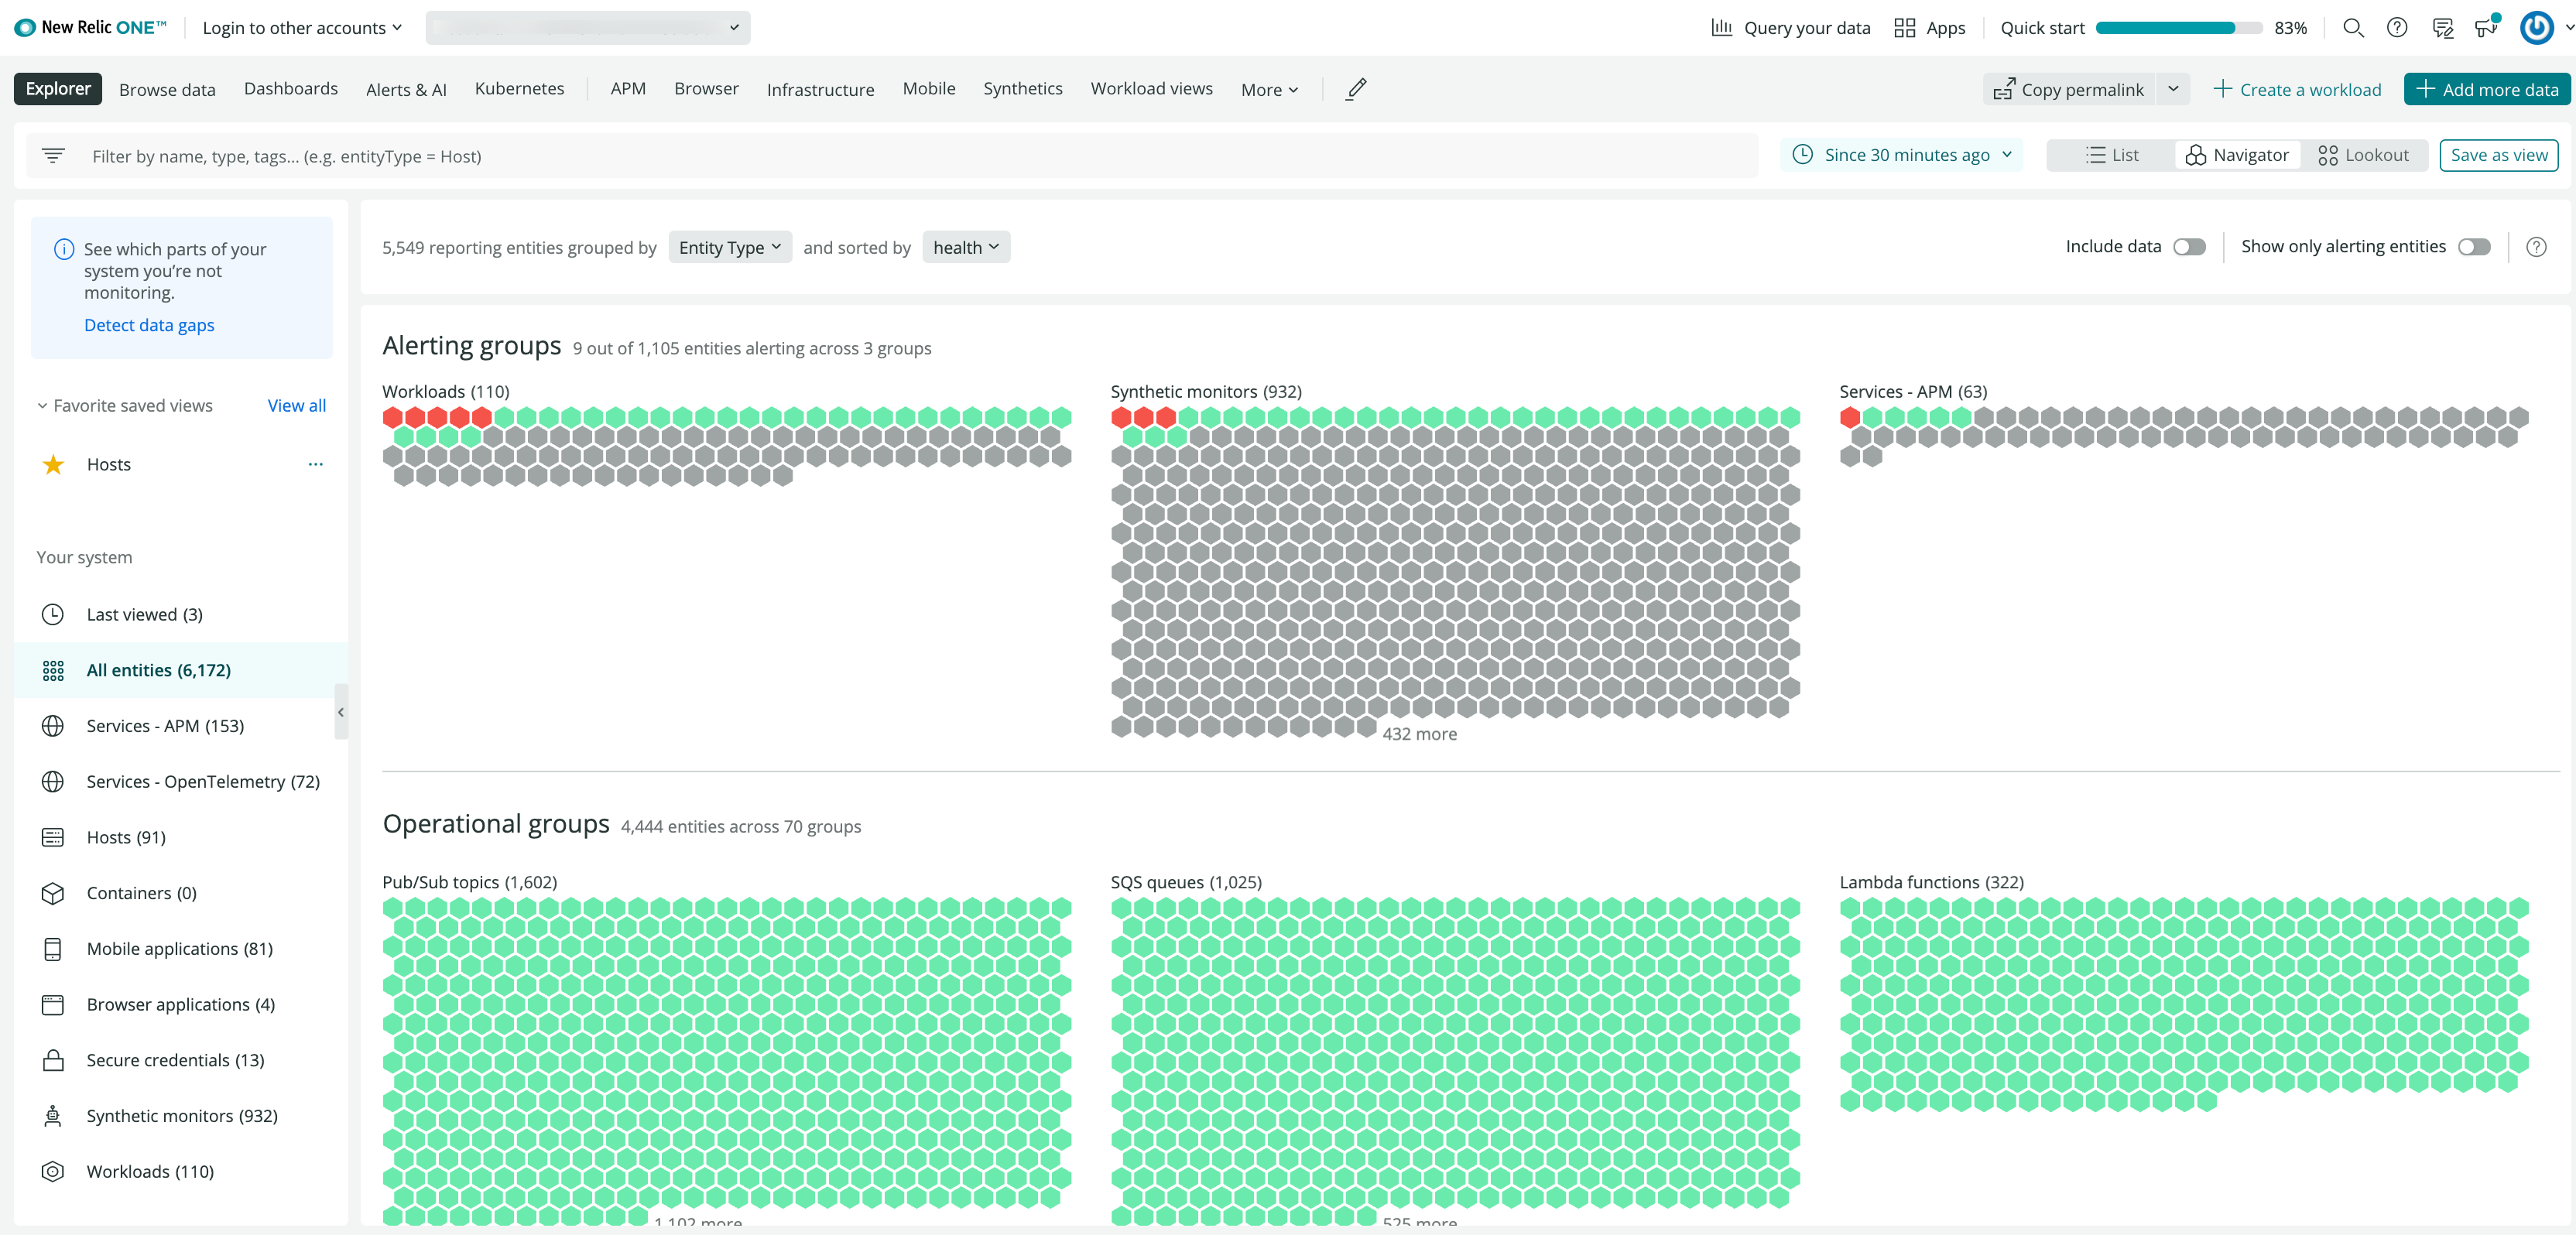 New Relic ONE™
Login to other accounts
Query your data
Apps
Quick start
83%
Explorer
Browse data
Dashboards
Alerts & AI
Kubernetes
APM
Browser
Infrastructure
Mobile
Synthetics
Workload views
More
Copy permalink
Create a workload
Add more data
Filter by name, type, tags... (e.g. entityType = Host)
Since 30 minutes ago
List
Navigator
Lookout
Save as view
See which parts of your
system you're not
monitoring.
Detect data gaps
Favorite saved views
View all
Hosts
Your system
Last viewed (3)
All entities (6,172)
Services - APM (153)
Services - OpenTelemetry (72)
Hosts (91)
Containers (0)
Mobile applications (81)
Browser applications (4)
Secure credentials (13)
Synthetic monitors (932)
Workloads (110)
5,549 reporting entities grouped by
Entity Type
and sorted by
health
Include data
Show only alerting entities
Alerting groups
9 out of 1,105 entities alerting across 3 groups
Workloads (110)
Synthetic monitors (932)
432 more
Services - APM (63)
Operational groups
4,444 entities across 70 groups
Pub/Sub topics (1,602)
1,102 more
SQS queues (1,025)
525 more
Lambda functions (322)